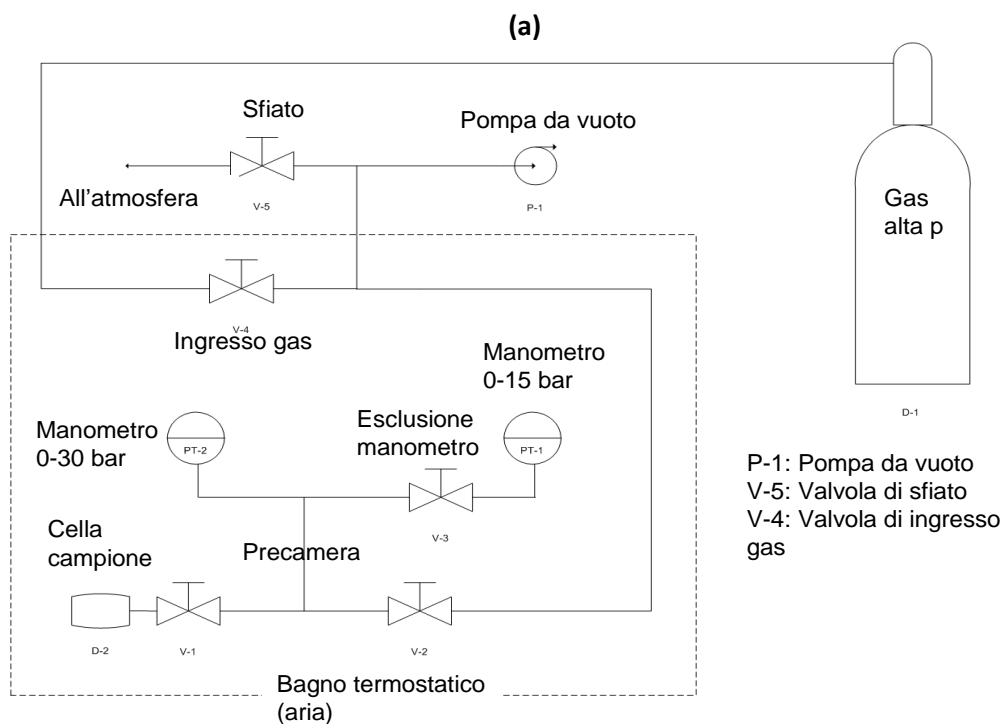 (a)
Sfiato
Pompa da vuoto
All'atmosfera
V-5
P-1
Gas
alta p
V-4
Ingresso gas
Manometro
0-15 bar
D-1
Manometro
0-30 bar
PT-2
Esclusione
manometro
PT-1
P-1: Pompa da vuoto
V-5: Valvola di sfiato
V-4: Valvola di ingresso
gas
V-3
Cella
campione
Precamera
D-2
V-1
V-2
Bagno termostatico
(aria)